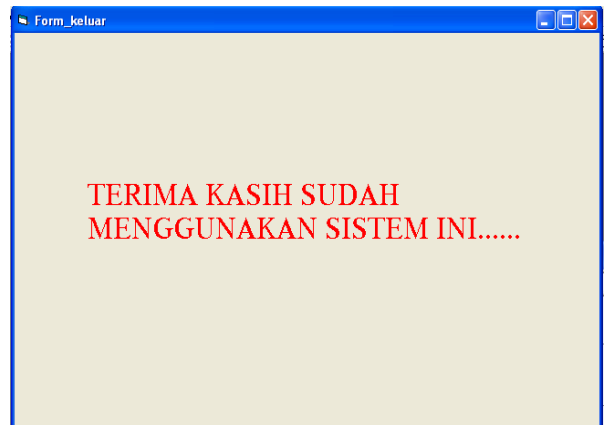 Form_keluar
TERIMA KASIH SUDAH
MENGGUNAKAN SISTEM INI......